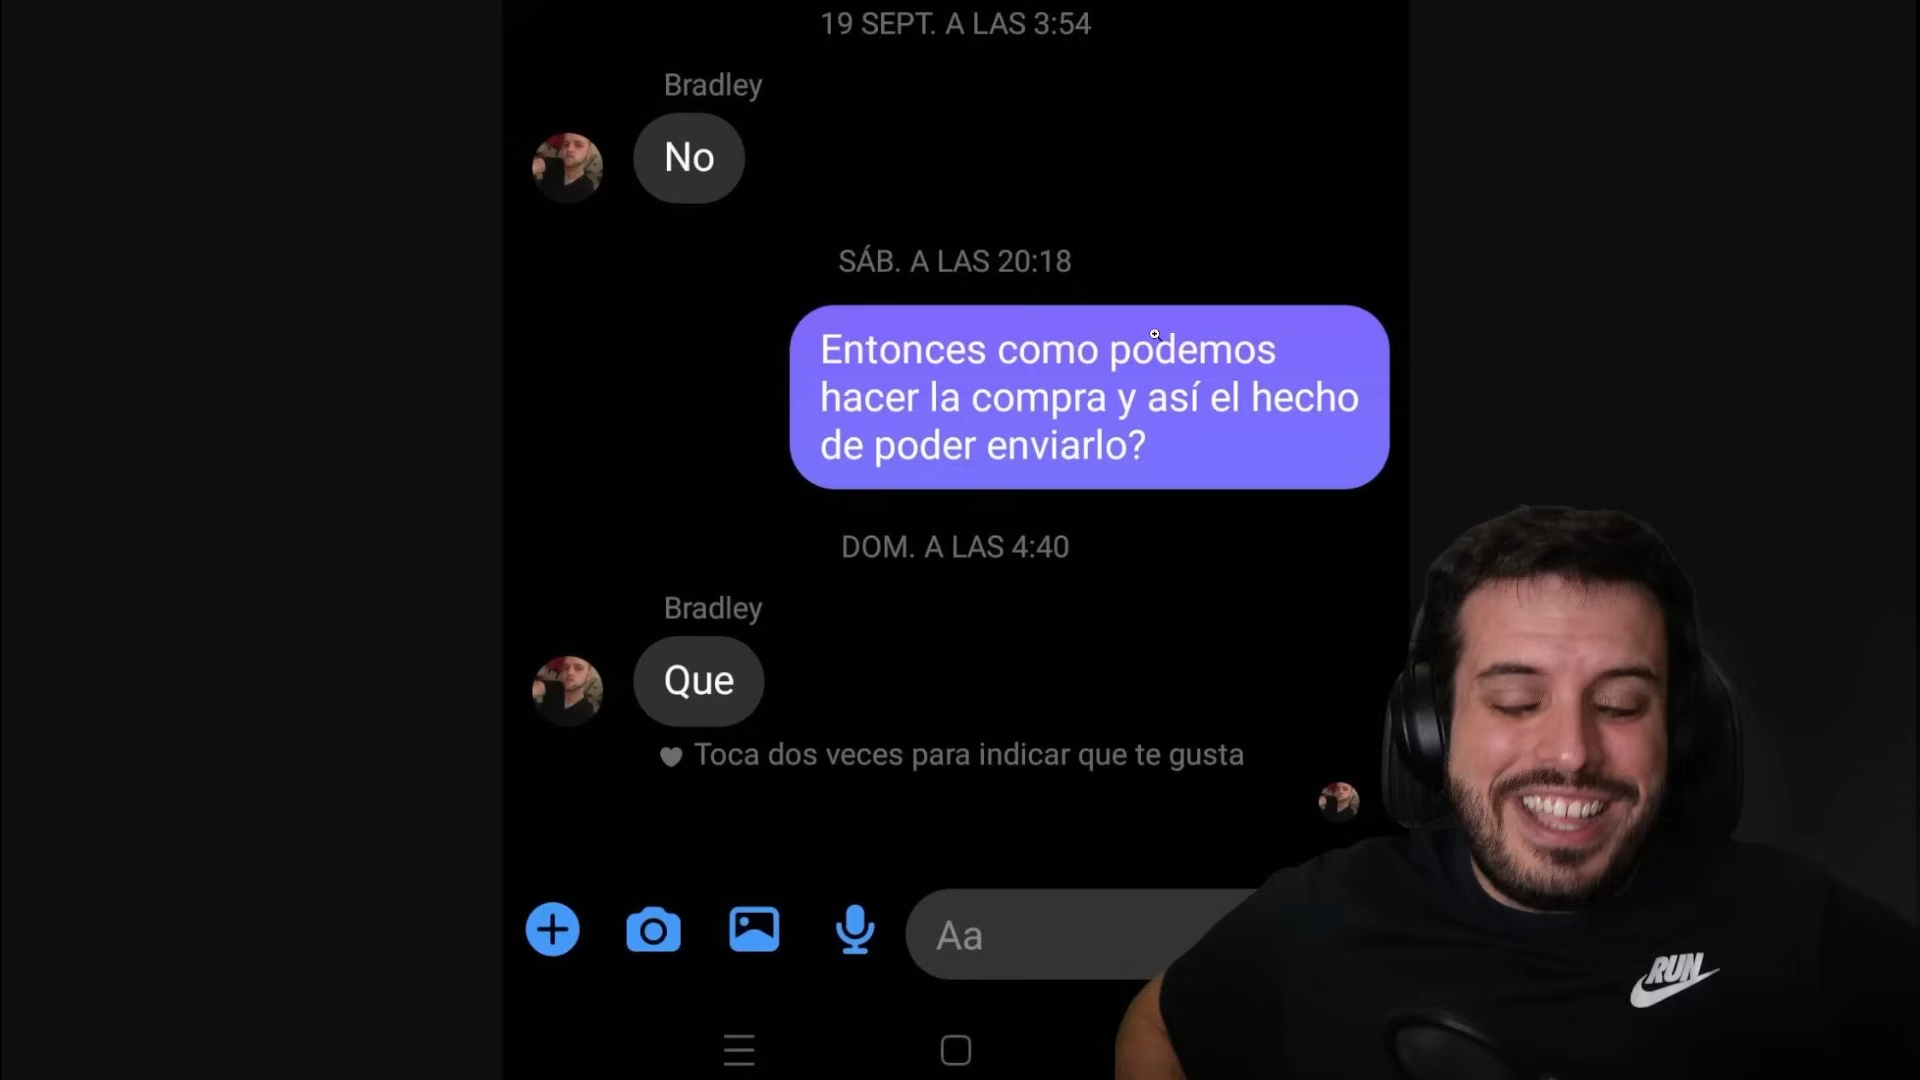 19 SEPT. A LAS 3:54
Bradley
No
SÁB. A LAS 20:18
Entonces como podemos
hacer la compra y así el hecho
de poder enviarlo?
DOM. A LAS 4:40
Bradley
Que
Toca dos veces para indicar que te gusta
Aa
RUN